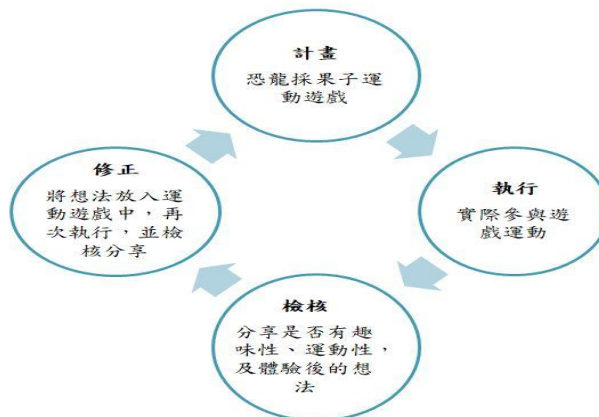 計畫
恐龍採果子運
動遊戲
執行
實際參與遊
戲運動
檢核
分享是否有趣
味性、運動性，
及體驗後的想
法
修正
將想法放入運
動遊戲中，再
次執行，並檢
核分享